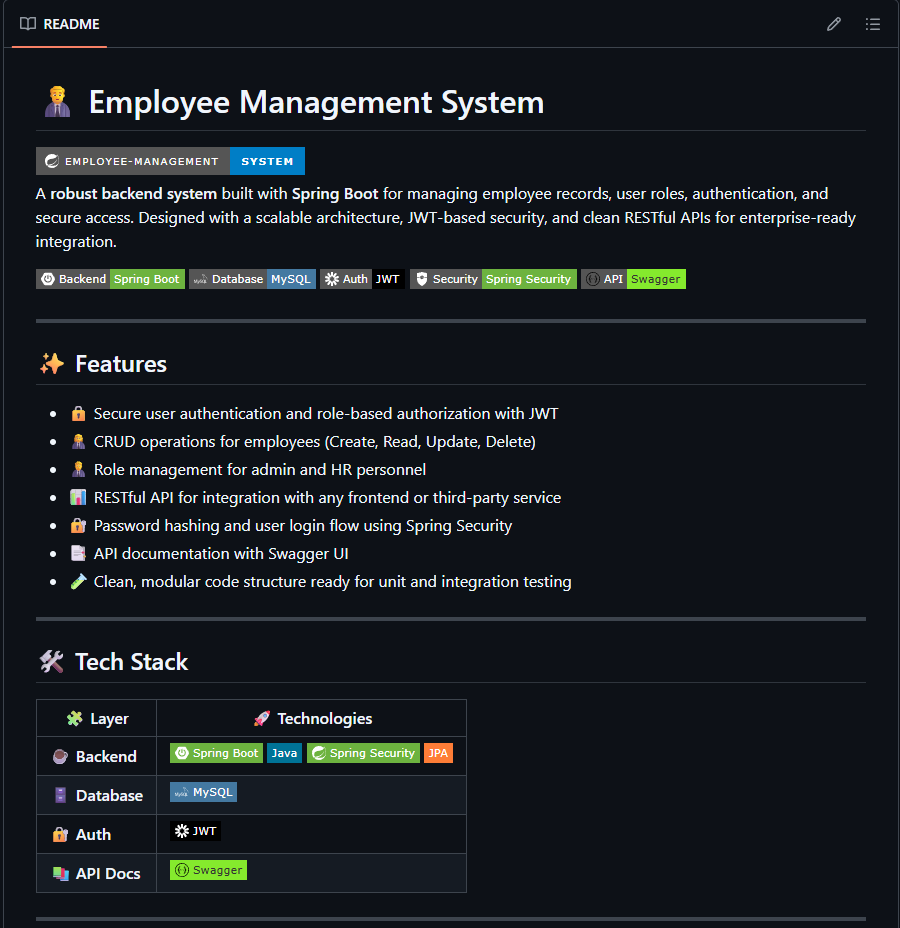 README
Employee Management System
EMPLOYEE-MANAGEMENT SYSTEM
A robust backend system built with Spring Boot for managing employee records, user roles, authentication, and
secure access. Designed with a scalable architecture, JWT-based security, and clean RESTful APIs for enterprise-ready
integration.
Backend Spring Boot MySQL Database MySQL Auth JWT Security Spring Security API Swagger
Features
Secure user authentication and role-based authorization with JWT
CRUD operations for employees (Create, Read, Update, Delete)
Role management for admin and HR personnel
RESTful API for integration with any frontend or third-party service
Password hashing and user login flow using Spring Security
API documentation with Swagger UI
Clean, modular code structure ready for unit and integration testing
Tech Stack
Layer Technologies
Backend Spring Boot Java Spring Security JPA
Database MySQL MySQL
Auth JWT
API Docs Swagger